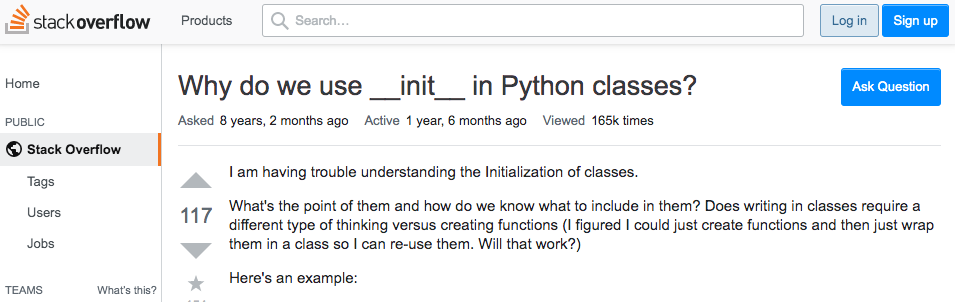 stackoverflow Products Search... Log in Sign up
Home
Why do we use __init__ in Python classes?
Ask Question
Asked 8 years, 2 months ago Active 1 year, 6 months ago Viewed 165k times
PUBLIC
Stack Overflow
Tags
Users
Jobs
TEAMS What's this?
I am having trouble understanding the Initialization of classes.
117
What's the point of them and how do we know what to include in them? Does writing in classes require a
different type of thinking versus creating functions (I figured I could just create functions and then just wrap
them in a class so I can re-use them. Will that work?)
Here's an example: